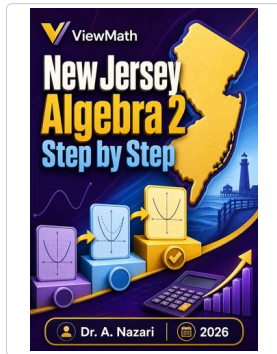 ViewMath
New Jersey
Algebra 2
Step by Step
Dr. A. Nazari
2026